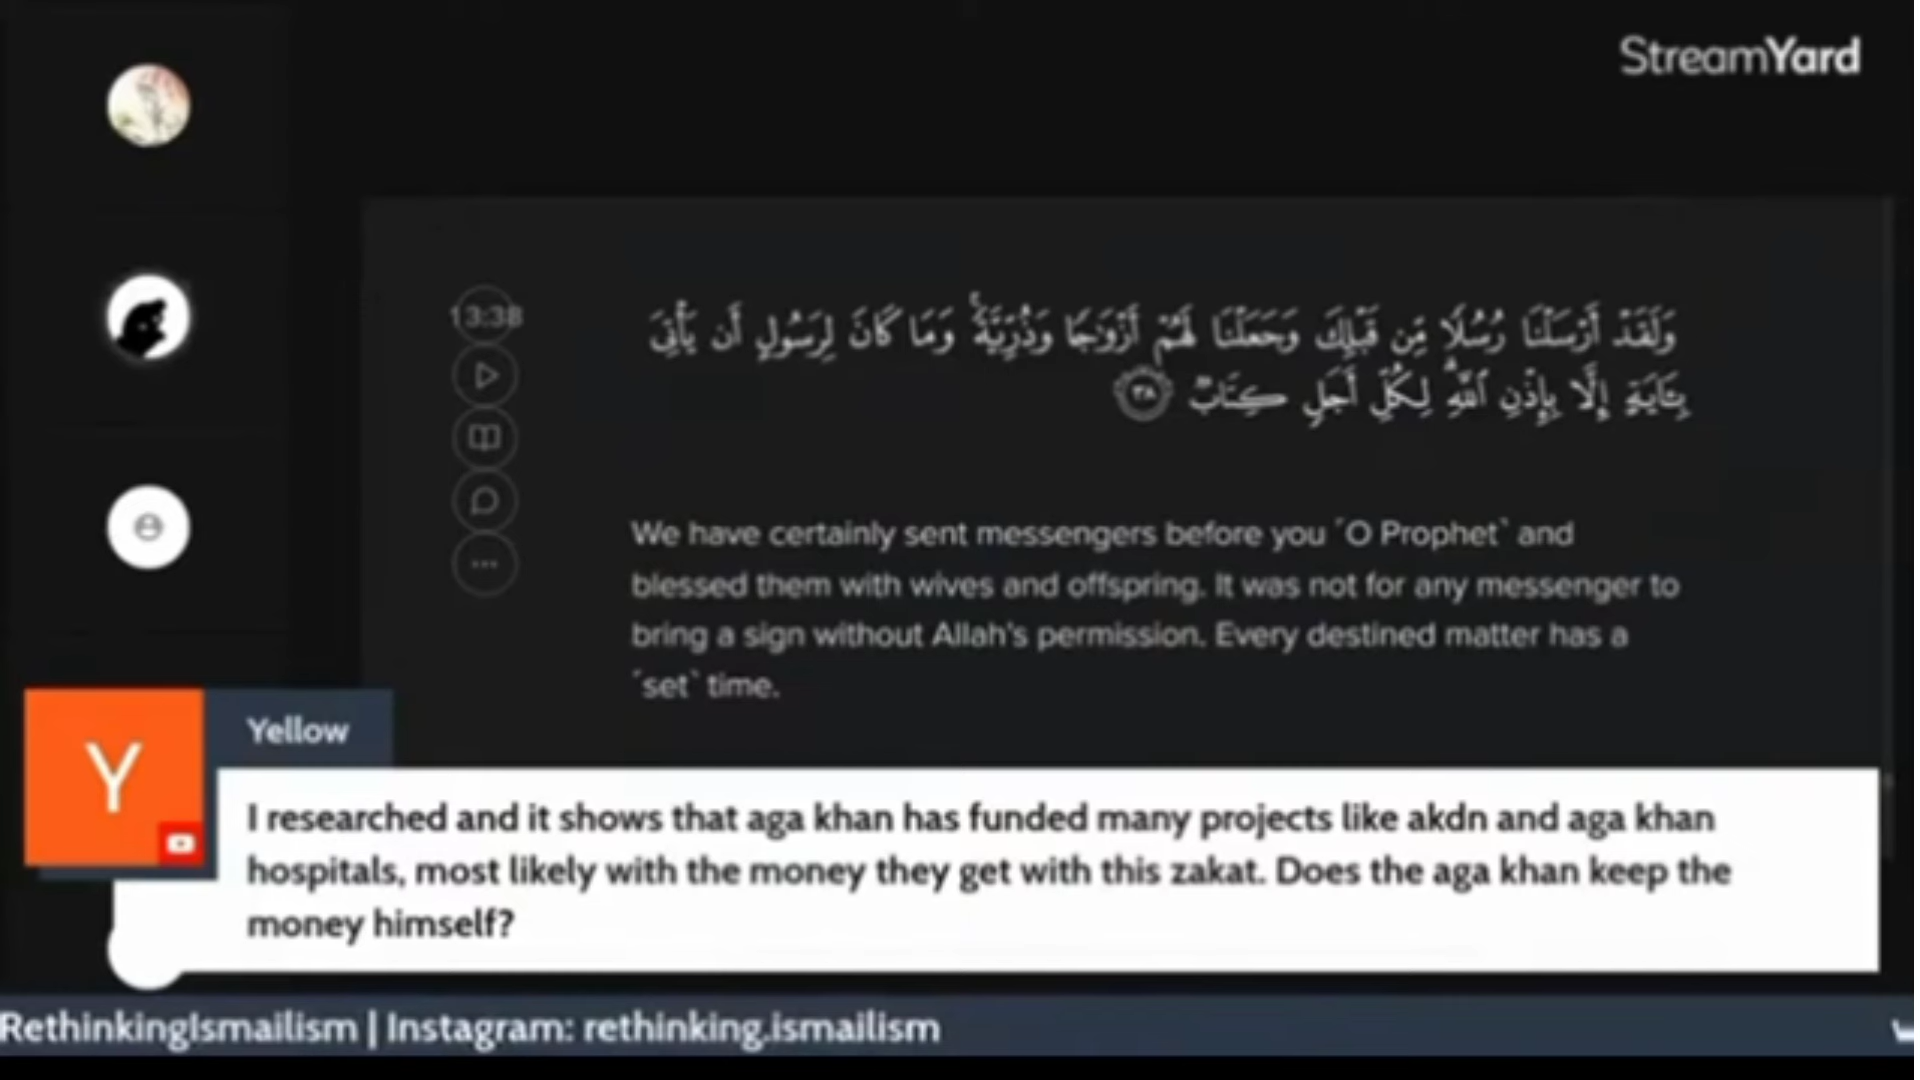 StreamYard
13:38
وَلَقَدْ أَرْسَلْنَا رُسُلًا مِّن قَبْلِكَ وَجَعَلْنَا لَهُمْ أَزْوَٰجًا وَذُرِّيَّةً ۚ وَمَا كَانَ لِرَسُولٍ أَن يَأْتِىَ
بِـَٔايَةٍ إِلَّا بِإِذْنِ ٱللَّهِ ۗ لِكُلِّ أَجَلٍ كِتَابٌ ٣٨
We have certainly sent messengers before you ˹O Prophet˺ and
blessed them with wives and offspring. It was not for any messenger to
bring a sign without Allah's permission. Every destined matter has a
˹set˺ time.
Y
Yellow
I researched and it shows that aga khan has funded many projects like akdn and aga khan
hospitals, most likely with the money they get with this zakat. Does the aga khan keep the
money himself?
RethinkingIsmailism | Instagram: rethinking.ismailism